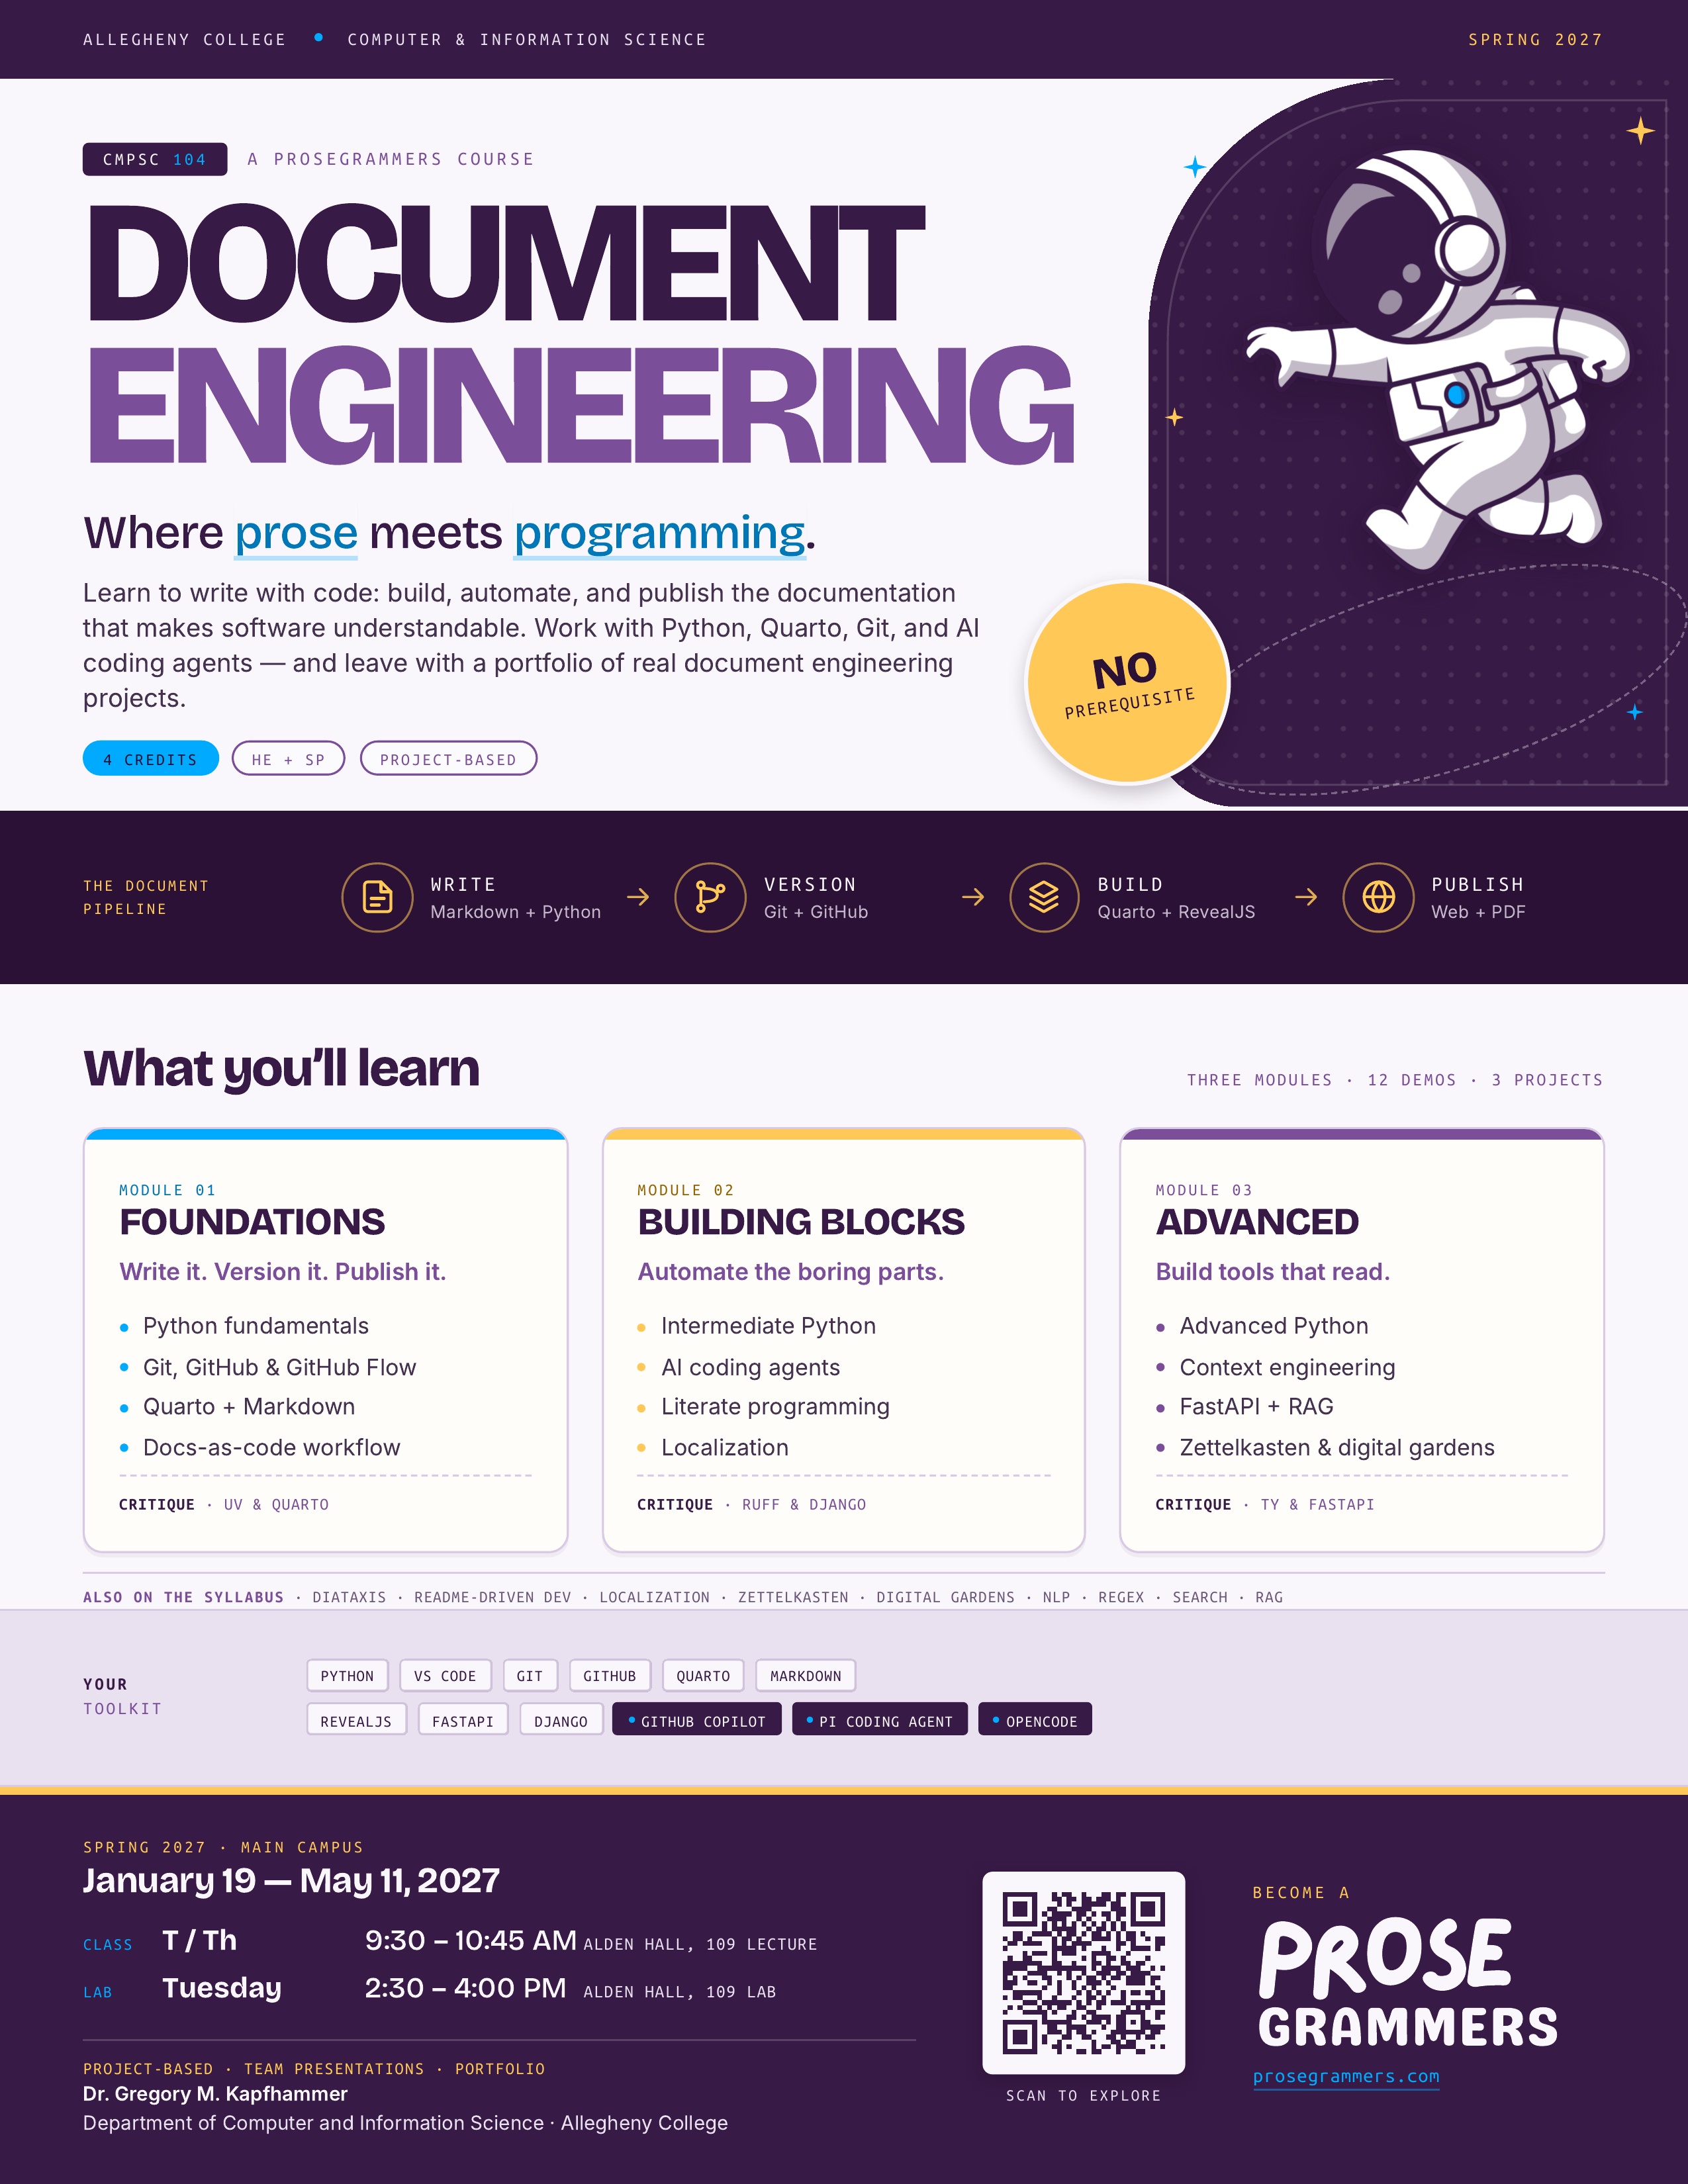 ALLEGHENY COLLEGE • COMPUTER & INFORMATION SCIENCE
SPRING 2027
CMPSC 104
A PROSEGRAMMERS COURSE
DOCUMENT
ENGINEERING
Where prose meets programming.
Learn to write with code: build, automate, and publish the documentation
that makes software understandable. Work with Python, Quarto, Git, and AI
coding agents — and leave with a portfolio of real document engineering
projects.
NO
PREREQUISITE
4 CREDITS
HE + SP
PROJECT-BASED
THE DOCUMENT
PIPELINE
WRITE
Markdown + Python
VERSION
Git + GitHub
BUILD
Quarto + RevealJS
PUBLISH
Web + PDF
What you'll learn
THREE MODULES · 12 DEMOS · 3 PROJECTS
MODULE 01
FOUNDATIONS
Write it. Version it. Publish it.
• Python fundamentals
• Git, GitHub & GitHub Flow
• Quarto + Markdown
• Docs-as-code workflow
CRITIQUE · UV & QUARTO
MODULE 02
BUILDING BLOCKS
Automate the boring parts.
• Intermediate Python
• AI coding agents
• Literate programming
• Localization
CRITIQUE · RUFF & DJANGO
MODULE 03
ADVANCED
Build tools that read.
• Advanced Python
• Context engineering
• FastAPI + RAG
• Zettelkasten & digital gardens
CRITIQUE · TY & FASTAPI
ALSO ON THE SYLLABUS · DIATAXIS · README-DRIVEN DEV · LOCALIZATION · ZETTELKASTEN · DIGITAL GARDENS · NLP · REGEX · SEARCH · RAG
YOUR
TOOLKIT
PYTHON VS CODE GIT GITHUB QUARTO MARKDOWN
REVEALJS FASTAPI DJANGO • GITHUB COPILOT • PI CODING AGENT • OPENCODE
SPRING 2027 · MAIN CAMPUS
January 19 — May 11, 2027
CLASS T / Th 9:30 – 10:45 AM ALDEN HALL, 109 LECTURE
LAB Tuesday 2:30 – 4:00 PM ALDEN HALL, 109 LAB
PROJECT-BASED · TEAM PRESENTATIONS · PORTFOLIO
Dr. Gregory M. Kapfhammer
Department of Computer and Information Science · Allegheny College
SCAN TO EXPLORE
BECOME A
PROSE
GRAMMERS
prosegrammers.com